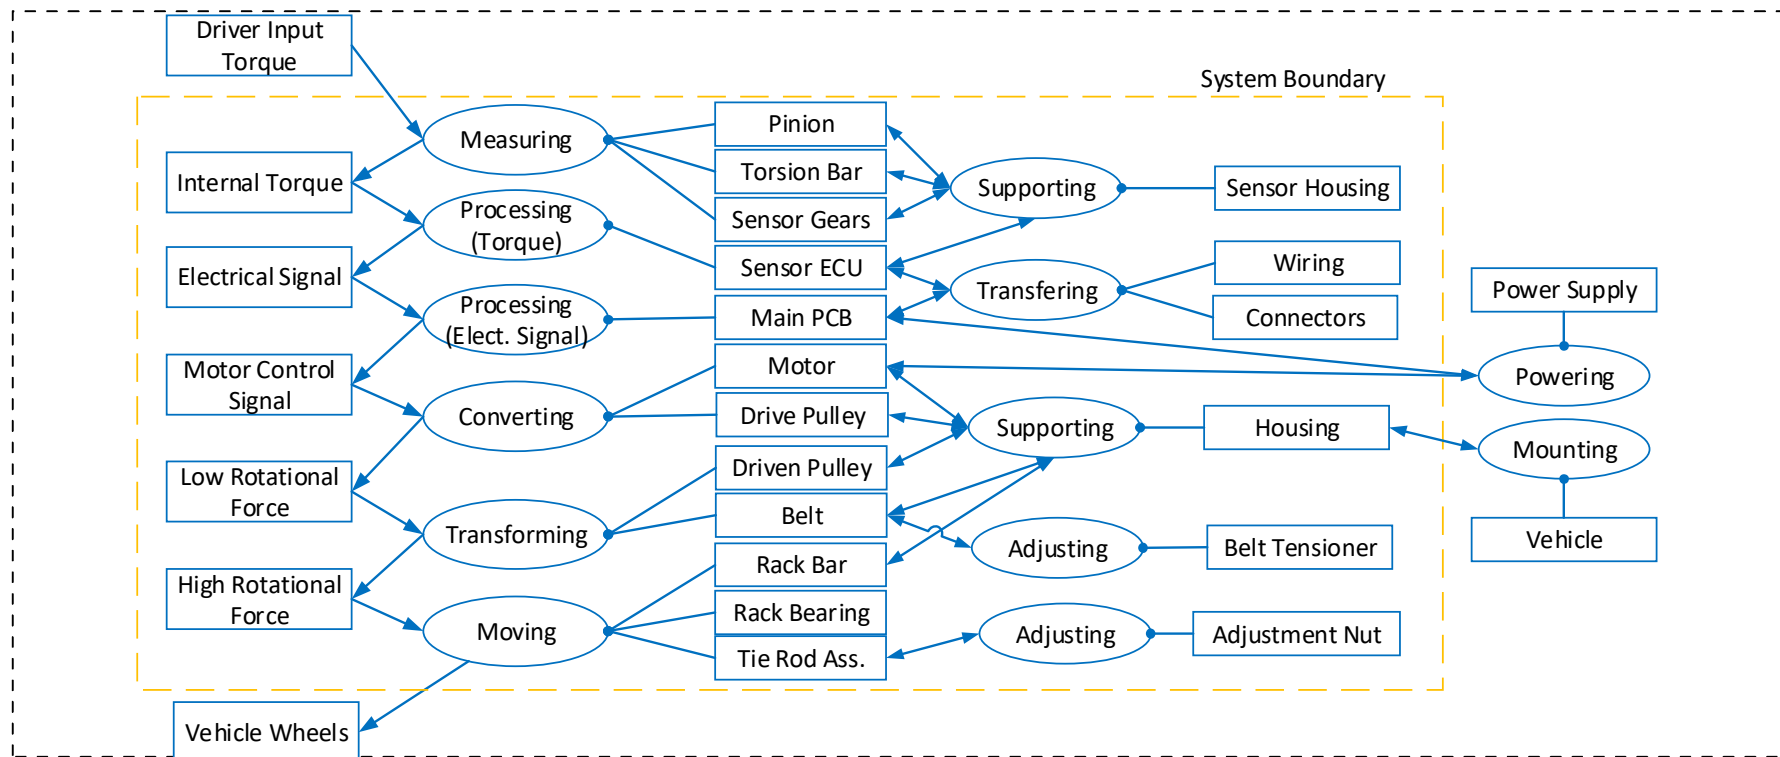 Driver Input
Torque
System Boundary
Measuring
Pinion
Internal Torque
Torsion Bar
Supporting
Sensor Housing
Processing
(Torque)
Sensor Gears
Electrical Signal
Sensor ECU
Wiring
Transfering
Power Supply
Processing
(Elect. Signal)
Main PCB
Connectors
Motor Control
Signal
Motor
Powering
Converting
Drive Pulley
Supporting
Housing
Mounting
Low Rotational
Force
Driven Pulley
Belt
Transforming
Adjusting
Belt Tensioner
Vehicle
High Rotational
Force
Rack Bar
Rack Bearing
Moving
Tie Rod Ass.
Adjusting
Adjustment Nut
Vehicle Wheels